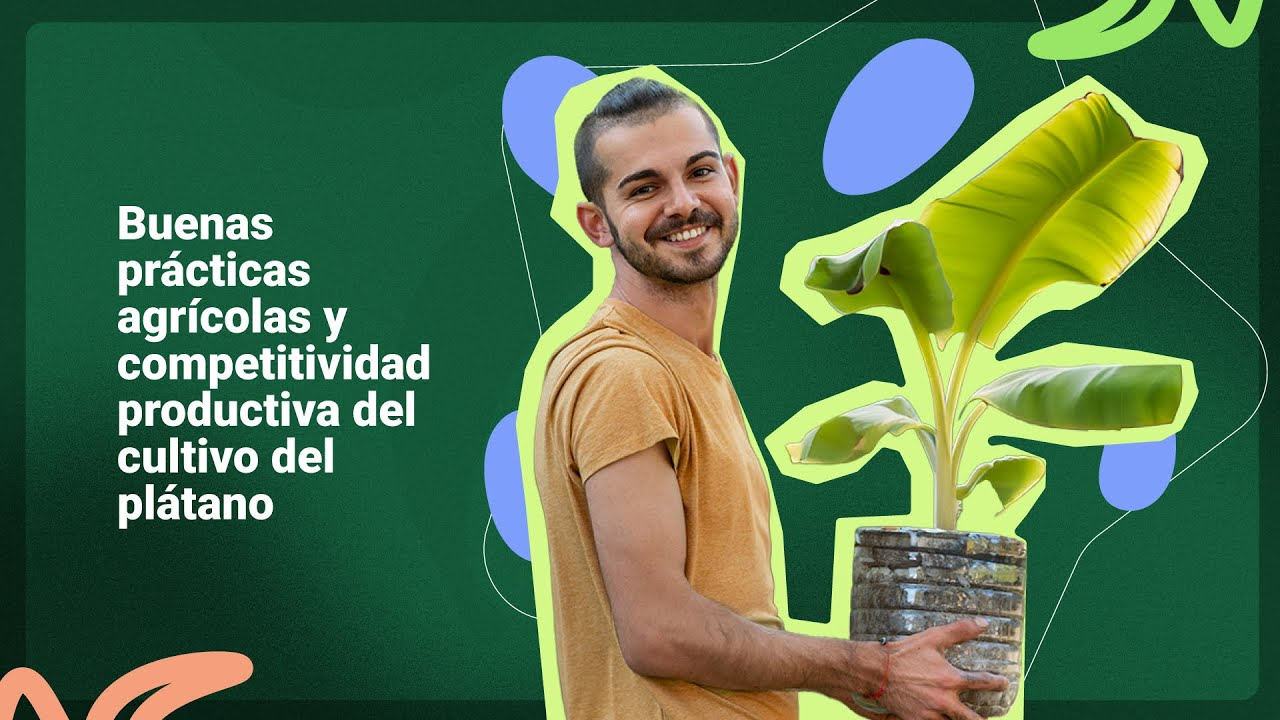 Buenas
prácticas
agrícolas y
competitividad
productiva del
cultivo del
plátano